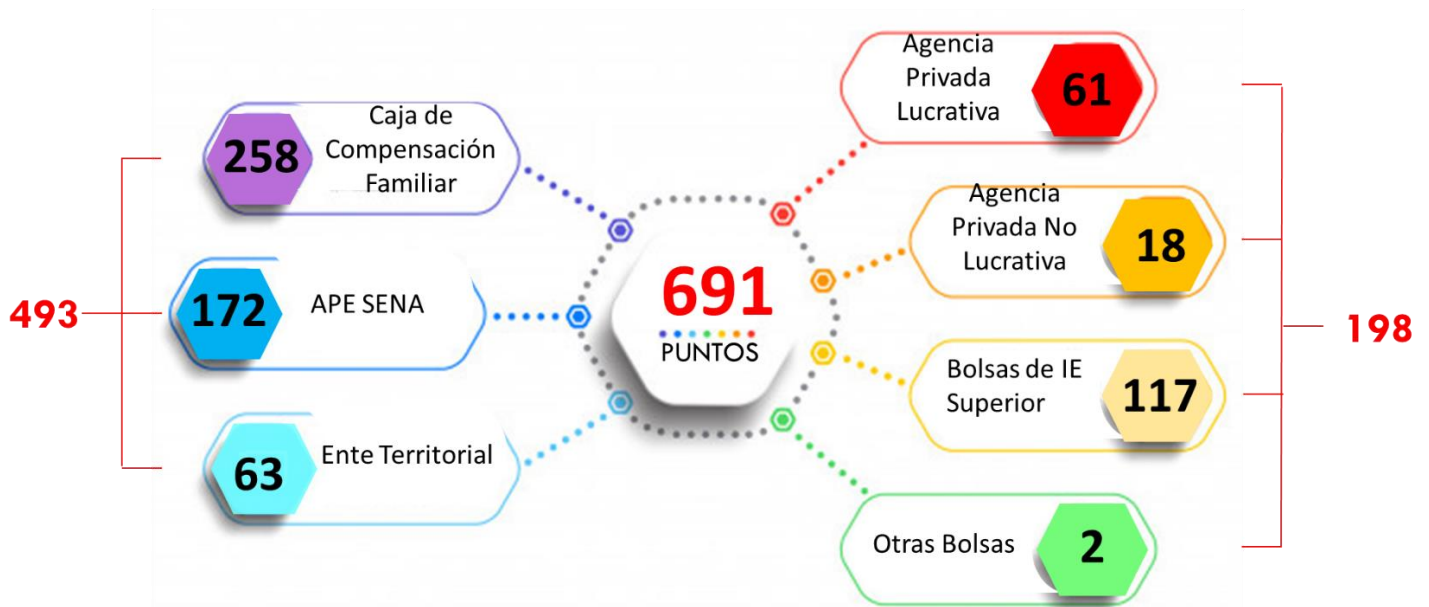 493
258
Caja de
Compensación
Familiar
172
APE SENA
63
Ente Territorial
691
PUNTOS
Agencia
Privada
Lucrativa
61
Agencia
Privada No
Lucrativa
18
Bolsas de IE
Superior
117
Otras Bolsas
2
198